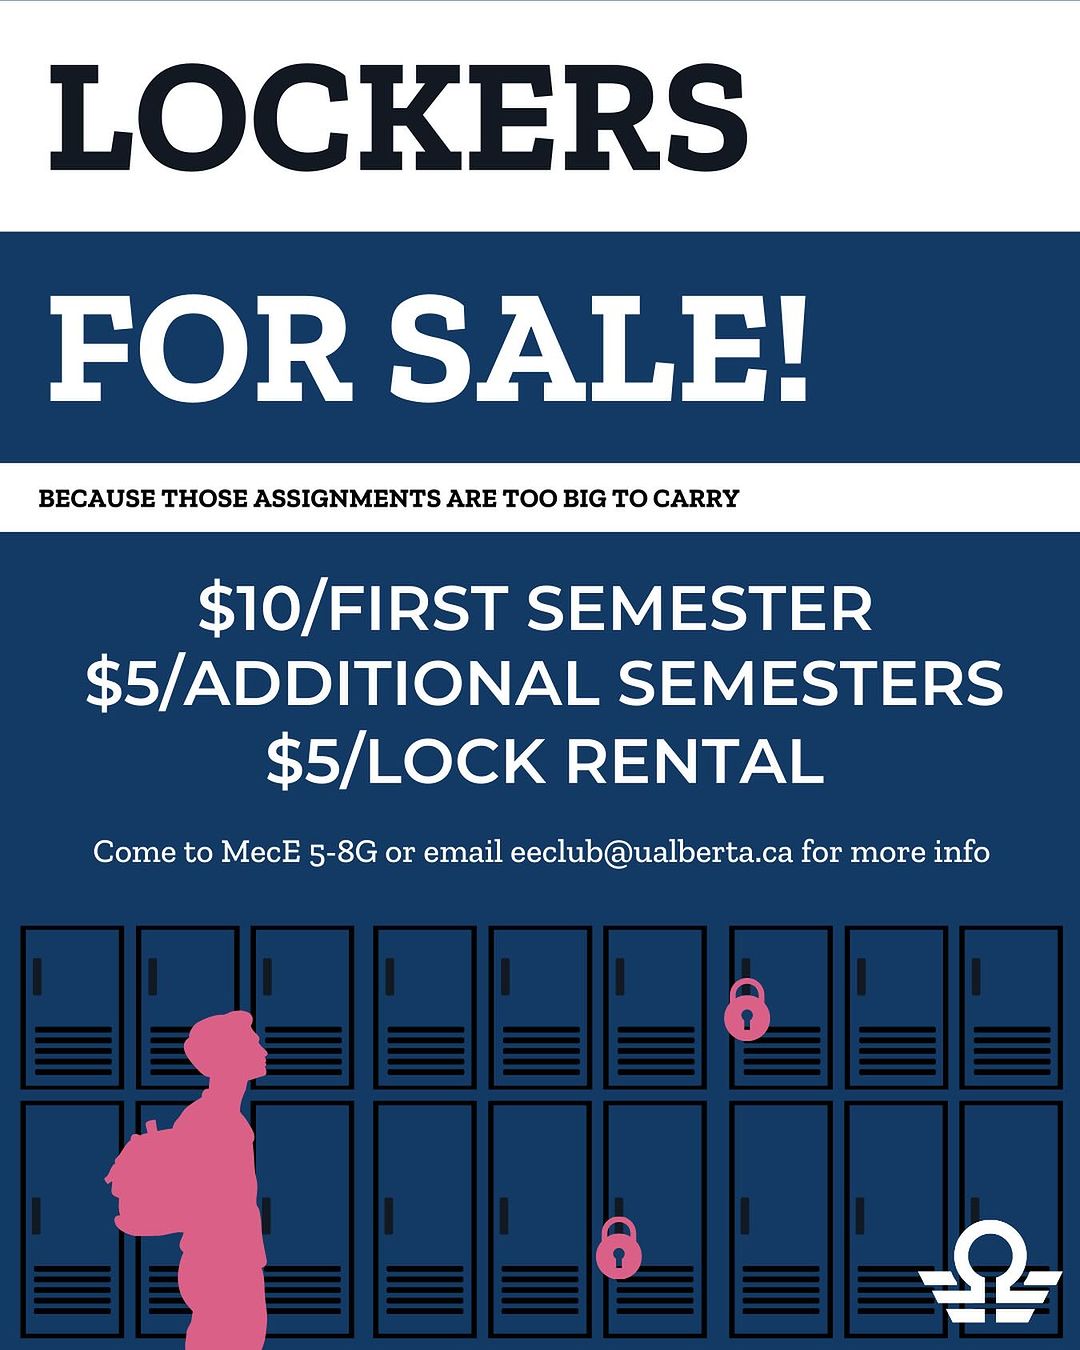 LOCKERS
FOR SALE!
BECAUSE THOSE ASSIGNMENTS ARE TOO BIG TO CARRY
$10/FIRST SEMESTER
$5/ADDITIONAL SEMESTERS
$5/LOCK RENTAL
Come to MecE 5-8G or email eeclub@ualberta.ca for more info